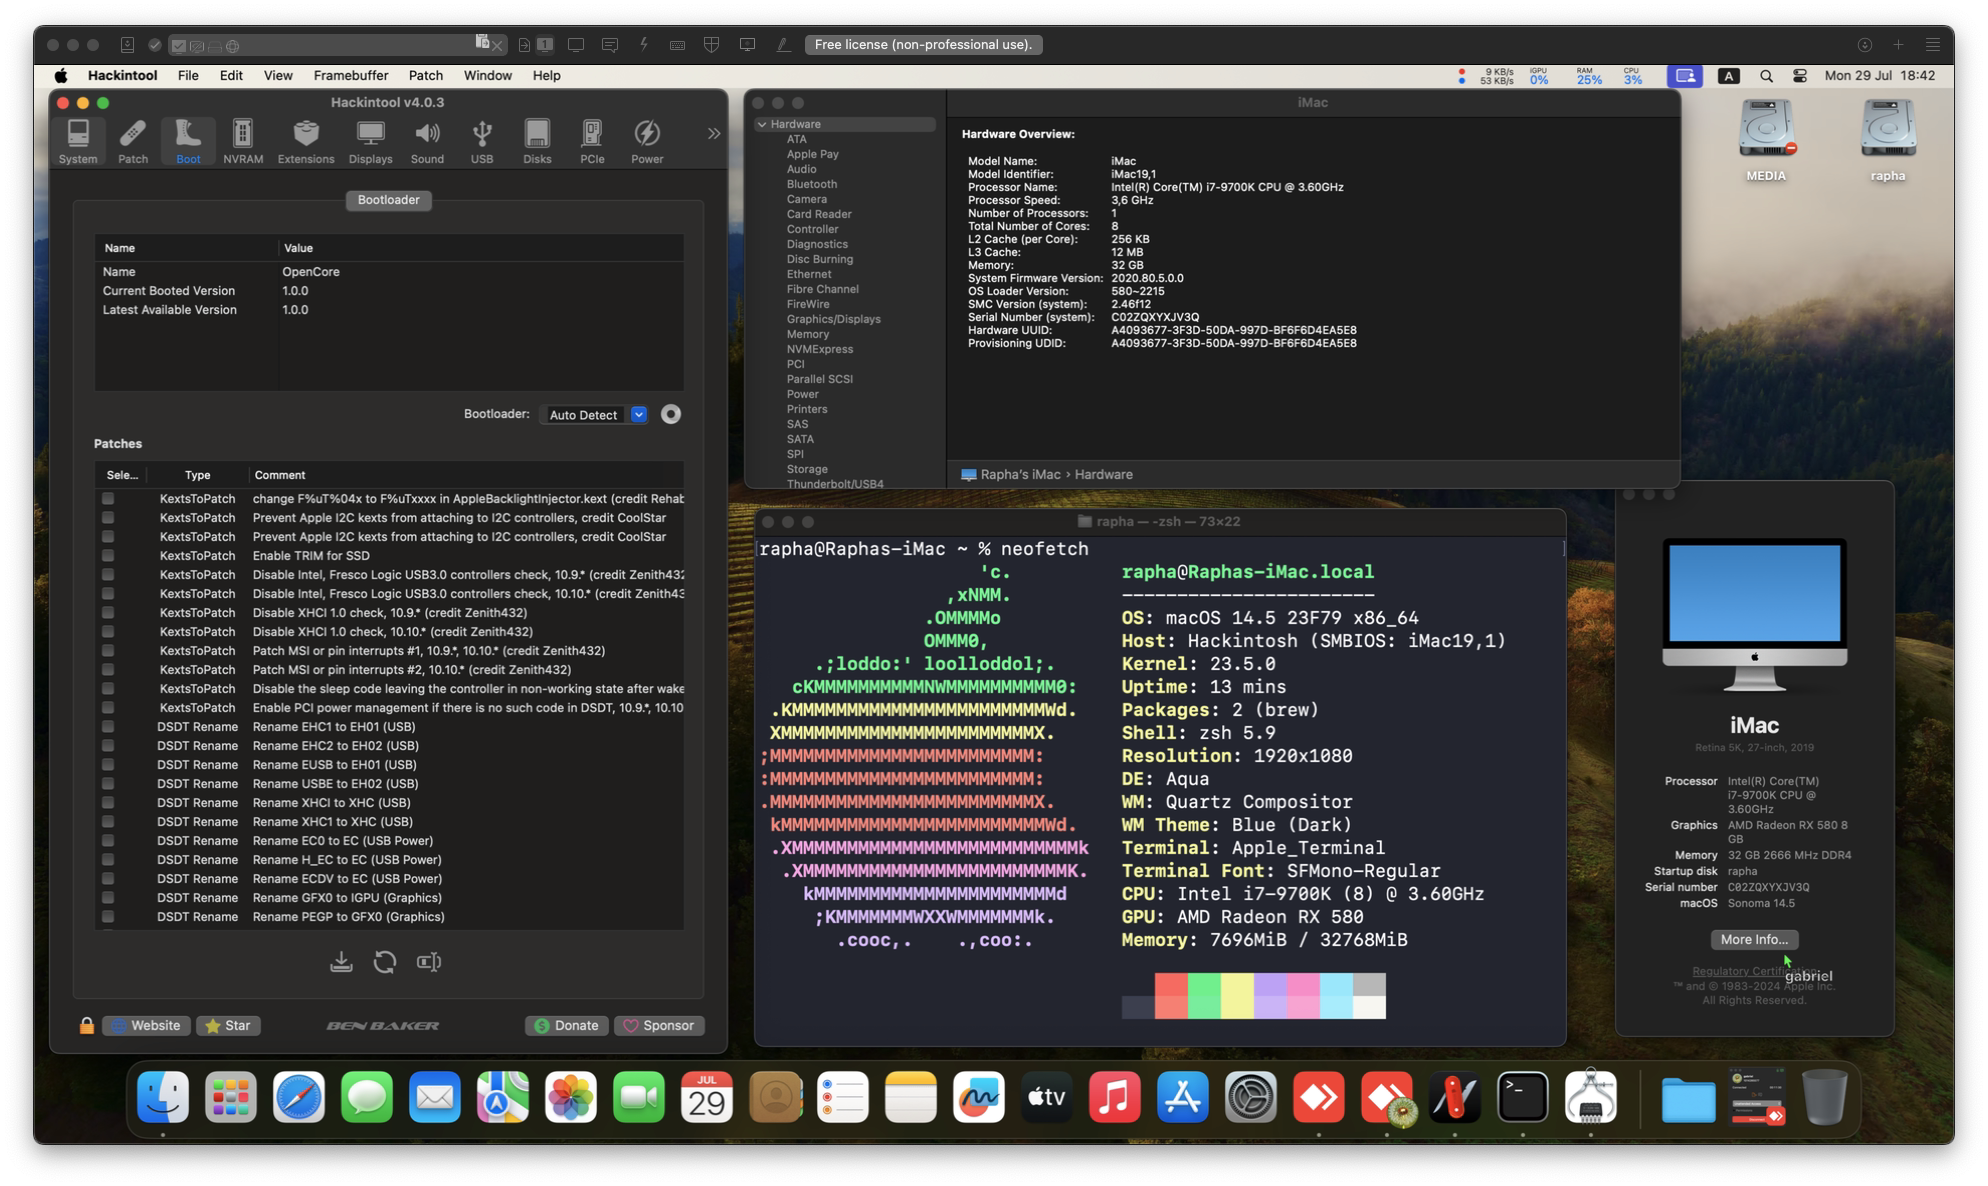 Free license (non-professional use).
Hackintool File Edit View Framebuffer Patch Window Help
9 KB/s
53 KB/s
iGPU
0%
RAM
25%
CPU
3%
A
Mon 29 Jul 18:42
Hackintool v4.0.3
System Patch Boot NVRAM Extensions Displays Sound USB Disks PCIe Power
Bootloader
Name Value
Name OpenCore
Current Booted Version 1.0.0
Latest Available Version 1.0.0
Bootloader: Auto Detect
Patches
Sele... Type Comment
KextsToPatch change F%uT%04x to F%uTxxxx in AppleBacklightInjector.kext (credit Rehab
KextsToPatch Prevent Apple I2C kexts from attaching to I2C controllers, credit CoolStar
KextsToPatch Prevent Apple I2C kexts from attaching to I2C controllers, credit CoolStar
KextsToPatch Enable TRIM for SSD
KextsToPatch Disable Intel, Fresco Logic USB3.0 controllers check, 10.9.* (credit Zenith432
KextsToPatch Disable Intel, Fresco Logic USB3.0 controllers check, 10.10.* (credit Zenith43
KextsToPatch Disable XHCI 1.0 check, 10.9.* (credit Zenith432)
KextsToPatch Disable XHCI 1.0 check, 10.10.* (credit Zenith432)
KextsToPatch Patch MSI or pin interrupts #1, 10.9.*, 10.10.* (credit Zenith432)
KextsToPatch Patch MSI or pin interrupts #2, 10.10.* (credit Zenith432)
KextsToPatch Disable the sleep code leaving the controller in non-working state after wake
KextsToPatch Enable PCI power management if there is no such code in DSDT, 10.9.*, 10.10
DSDT Rename Rename EHC1 to EH01 (USB)
DSDT Rename Rename EHC2 to EH02 (USB)
DSDT Rename Rename EUSB to EH01 (USB)
DSDT Rename Rename USBE to EH02 (USB)
DSDT Rename Rename XHCI to XHC (USB)
DSDT Rename Rename XHC1 to XHC (USB)
DSDT Rename Rename EC0 to EC (USB Power)
DSDT Rename Rename H_EC to EC (USB Power)
DSDT Rename Rename ECDV to EC (USB Power)
DSDT Rename Rename GFX0 to IGPU (Graphics)
DSDT Rename Rename PEGP to GFX0 (Graphics)
Website Star BEN BAKER Donate Sponsor
iMac
Hardware
ATA
Apple Pay
Audio
Bluetooth
Camera
Card Reader
Controller
Diagnostics
Disc Burning
Ethernet
Fibre Channel
FireWire
Graphics/Displays
Memory
NVMExpress
PCI
Parallel SCSI
Power
Printers
SAS
SATA
SPI
Storage
Thunderbolt/USB4
Hardware Overview:
Model Name: iMac
Model Identifier: iMac19,1
Processor Name: Intel(R) Core(TM) i7-9700K CPU @ 3.60GHz
Processor Speed: 3,6 GHz
Number of Processors: 1
Total Number of Cores: 8
L2 Cache (per Core): 256 KB
L3 Cache: 12 MB
Memory: 32 GB
System Firmware Version: 2020.80.5.0.0
OS Loader Version: 580~2215
SMC Version (system): 2.46f12
Serial Number (system): C02ZQXYXJV3Q
Hardware UUID: A4093677-3F3D-50DA-997D-BF6F6D4EA5E8
Provisioning UDID: A4093677-3F3D-50DA-997D-BF6F6D4EA5E8
Rapha's iMac › Hardware
MEDIA
rapha
rapha — -zsh — 73×22
[rapha@Raphas-iMac ~ % neofetch ]
'c. rapha@Raphas-iMac.local
,xNMM. -----------------------
.OMMMMo OS: macOS 14.5 23F79 x86_64
OMMM0, Host: Hackintosh (SMBIOS: iMac19,1)
.;loddo:' loolloddol;. Kernel: 23.5.0
cKMMMMMMMMMMNWMMMMMMMMMM0: Uptime: 13 mins
.KMMMMMMMMMMMMMMMMMMMMMMMWd. Packages: 2 (brew)
XMMMMMMMMMMMMMMMMMMMMMMMX. Shell: zsh 5.9
;MMMMMMMMMMMMMMMMMMMMMMMM: Resolution: 1920x1080
:MMMMMMMMMMMMMMMMMMMMMMMM: DE: Aqua
.MMMMMMMMMMMMMMMMMMMMMMMMX. WM: Quartz Compositor
kMMMMMMMMMMMMMMMMMMMMMMMMWd. WM Theme: Blue (Dark)
.XMMMMMMMMMMMMMMMMMMMMMMMMMMk Terminal: Apple_Terminal
.XMMMMMMMMMMMMMMMMMMMMMMMMK. Terminal Font: SFMono-Regular
kMMMMMMMMMMMMMMMMMMMMMMd CPU: Intel i7-9700K (8) @ 3.60GHz
;KMMMMMMMWXXWMMMMMMMk. GPU: AMD Radeon RX 580
.cooc,. .,coo:. Memory: 7696MiB / 32768MiB
iMac
Retina 5K, 27-inch, 2019
Processor Intel(R) Core(TM)
i7-9700K CPU @
3.60GHz
Graphics AMD Radeon RX 580 8
GB
Memory 32 GB 2666 MHz DDR4
Startup disk rapha
Serial number C02ZQXYXJV3Q
macOS Sonoma 14.5
More Info...
gabriel
Regulatory Certification
™ and © 1983-2024 Apple Inc.
All Rights Reserved.
JUL
29
tv